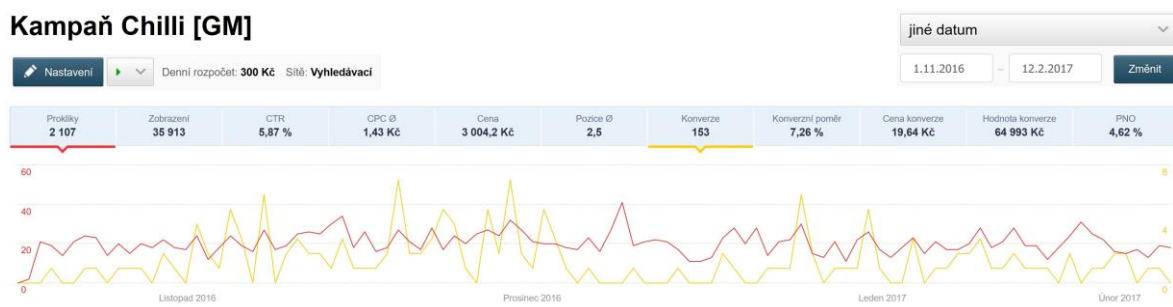 Kampaň Chilli [GM]
jiné datum
Nastavení Denní rozpočet: 300 Kč Sítě: Vyhledávací
1.11.2016 – 12.2.2017 Změnit
Prokliky Zobrazení CTR CPC Ø Cena Pozice Ø Konverze Konverzní poměr Cena konverze Hodnota konverze PNO
2 107 35 913 5,87 % 1,43 Kč 3 004,2 Kč 2,5 153 7,26 % 19,64 Kč 64 993 Kč 4,62 %
60 8
40
20 4
0 0
Listopad 2016 Prosinec 2016 Leden 2017 Únor 2017